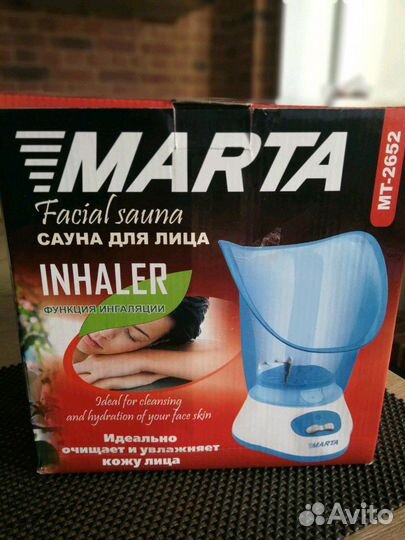 MARTA
MT-2652
Facial sauna
САУНА ДЛЯ ЛИЦА
INHALER
ФУНКЦИЯ ИНГАЛЯЦИИ
Ideal for cleansing
and hydration of your face skin
Идеально
очищает и увлажняет
кожу лица
MARTA
Avito